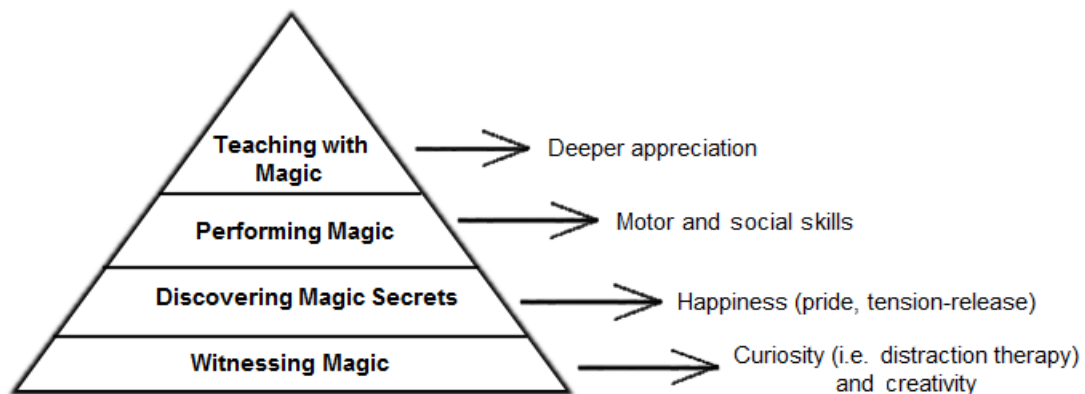 Teaching with
Magic
Deeper appreciation
Performing Magic
Motor and social skills
Discovering Magic Secrets
Happiness (pride, tension-release)
Witnessing Magic
Curiosity (i.e. distraction therapy)
and creativity